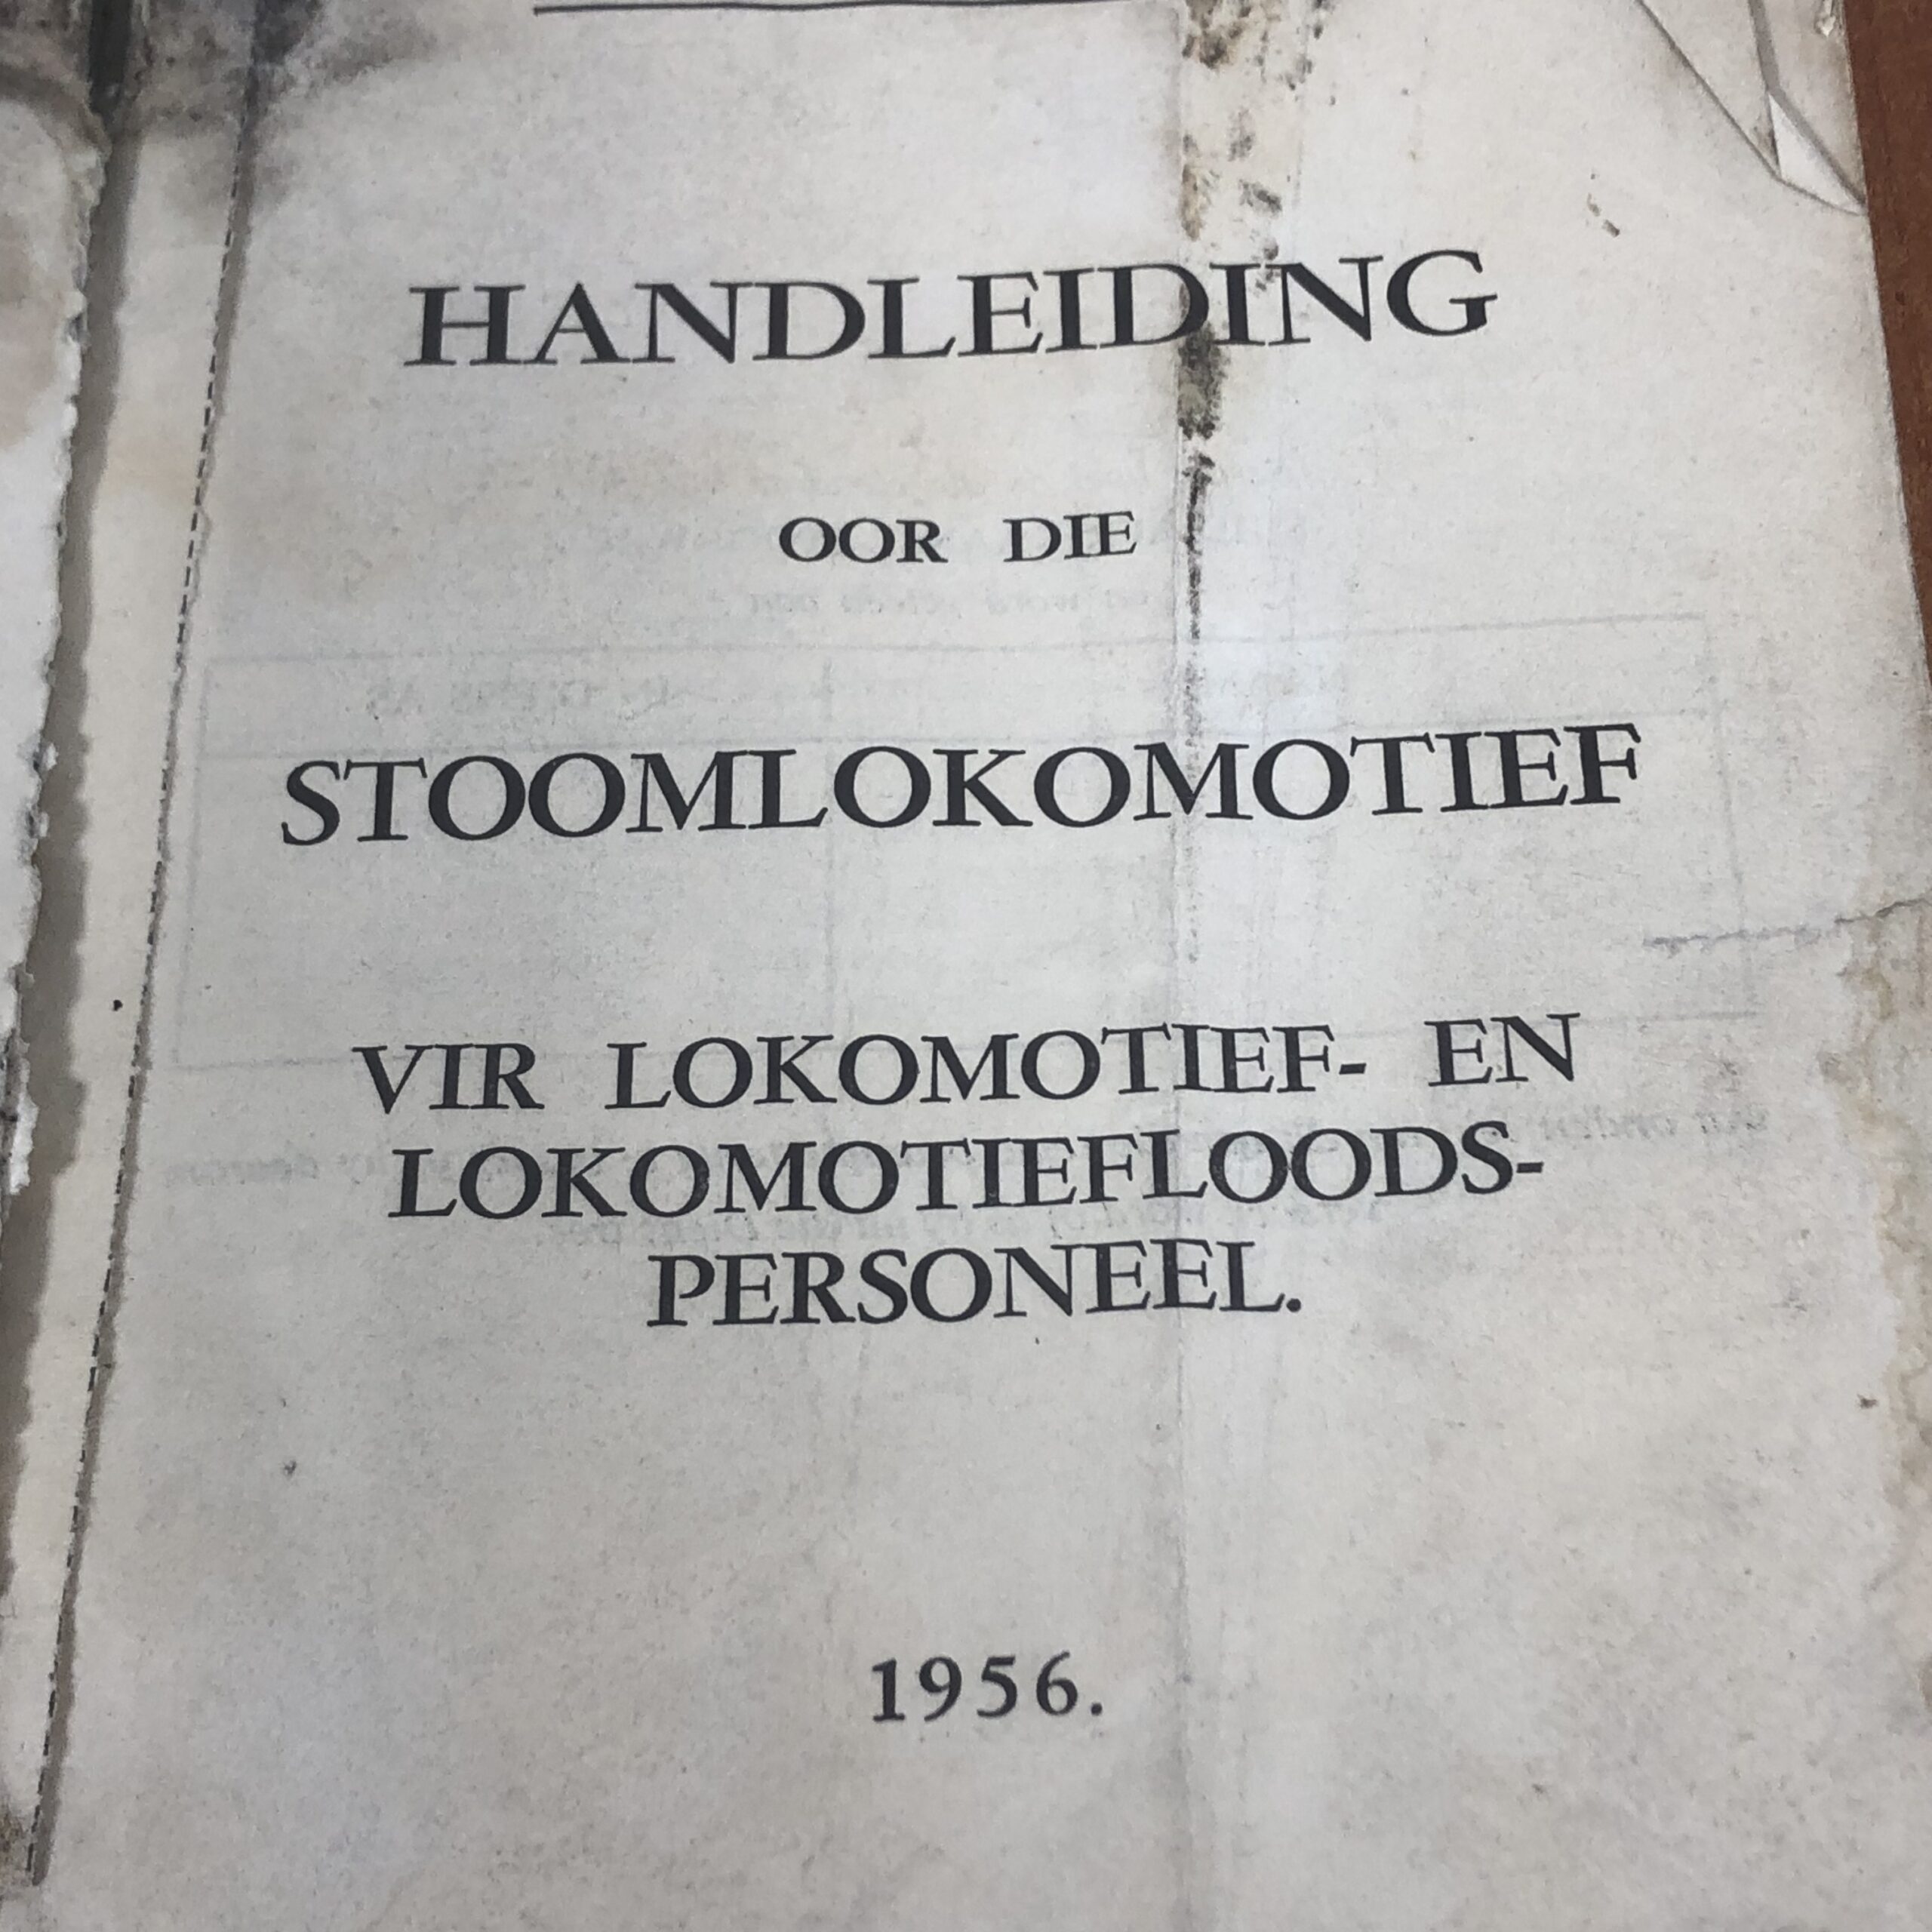 HANDLEIDING
OOR DIE
STOOMLOKOMOTIEF
VIR LOKOMOTIEF- EN
LOKOMOTIEFLOODS-
PERSONEEL.
1956.